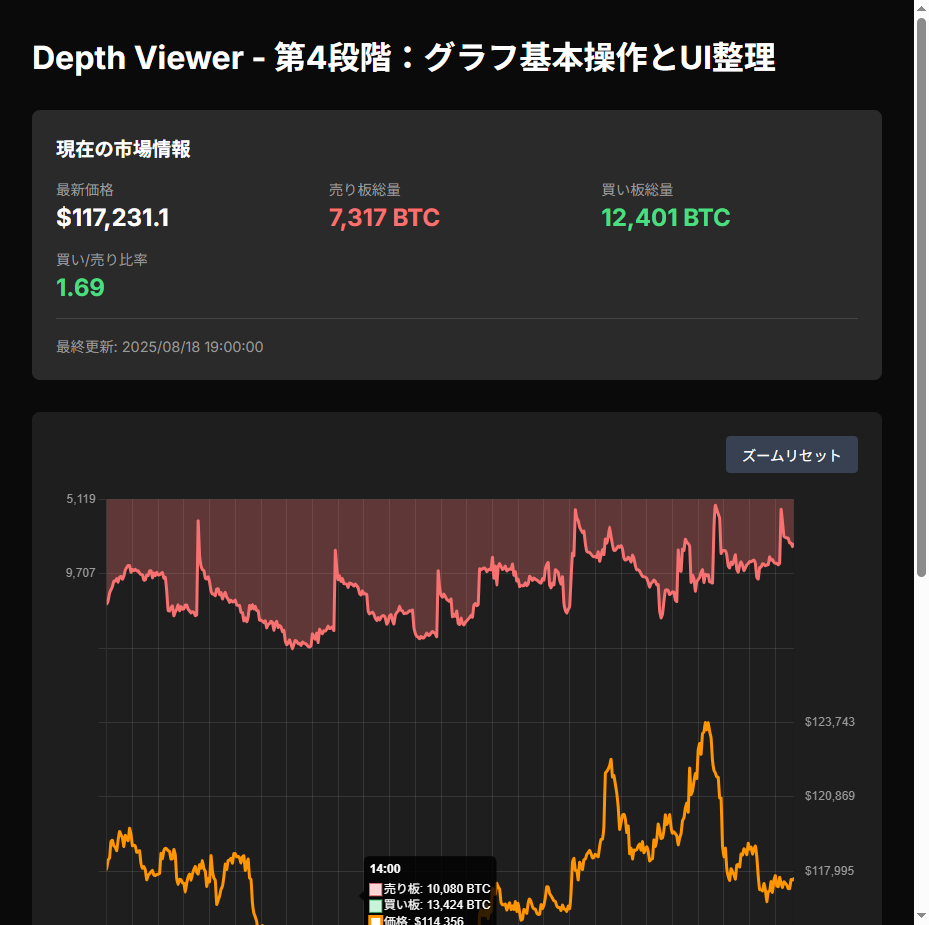 Depth Viewer - 第4段階：グラフ基本操作とUI整理
現在の市場情報
最新価格
$117,231.1
売り板総量
7,317 BTC
買い板総量
12,401 BTC
買い/売り比率
1.69
最終更新: 2025/08/18 19:00:00
ズームリセット
5,119
9,707
$123,743
$120,869
$117,995
14:00
売り板: 10,080 BTC
買い板: 13,424 BTC
価格: $114,356